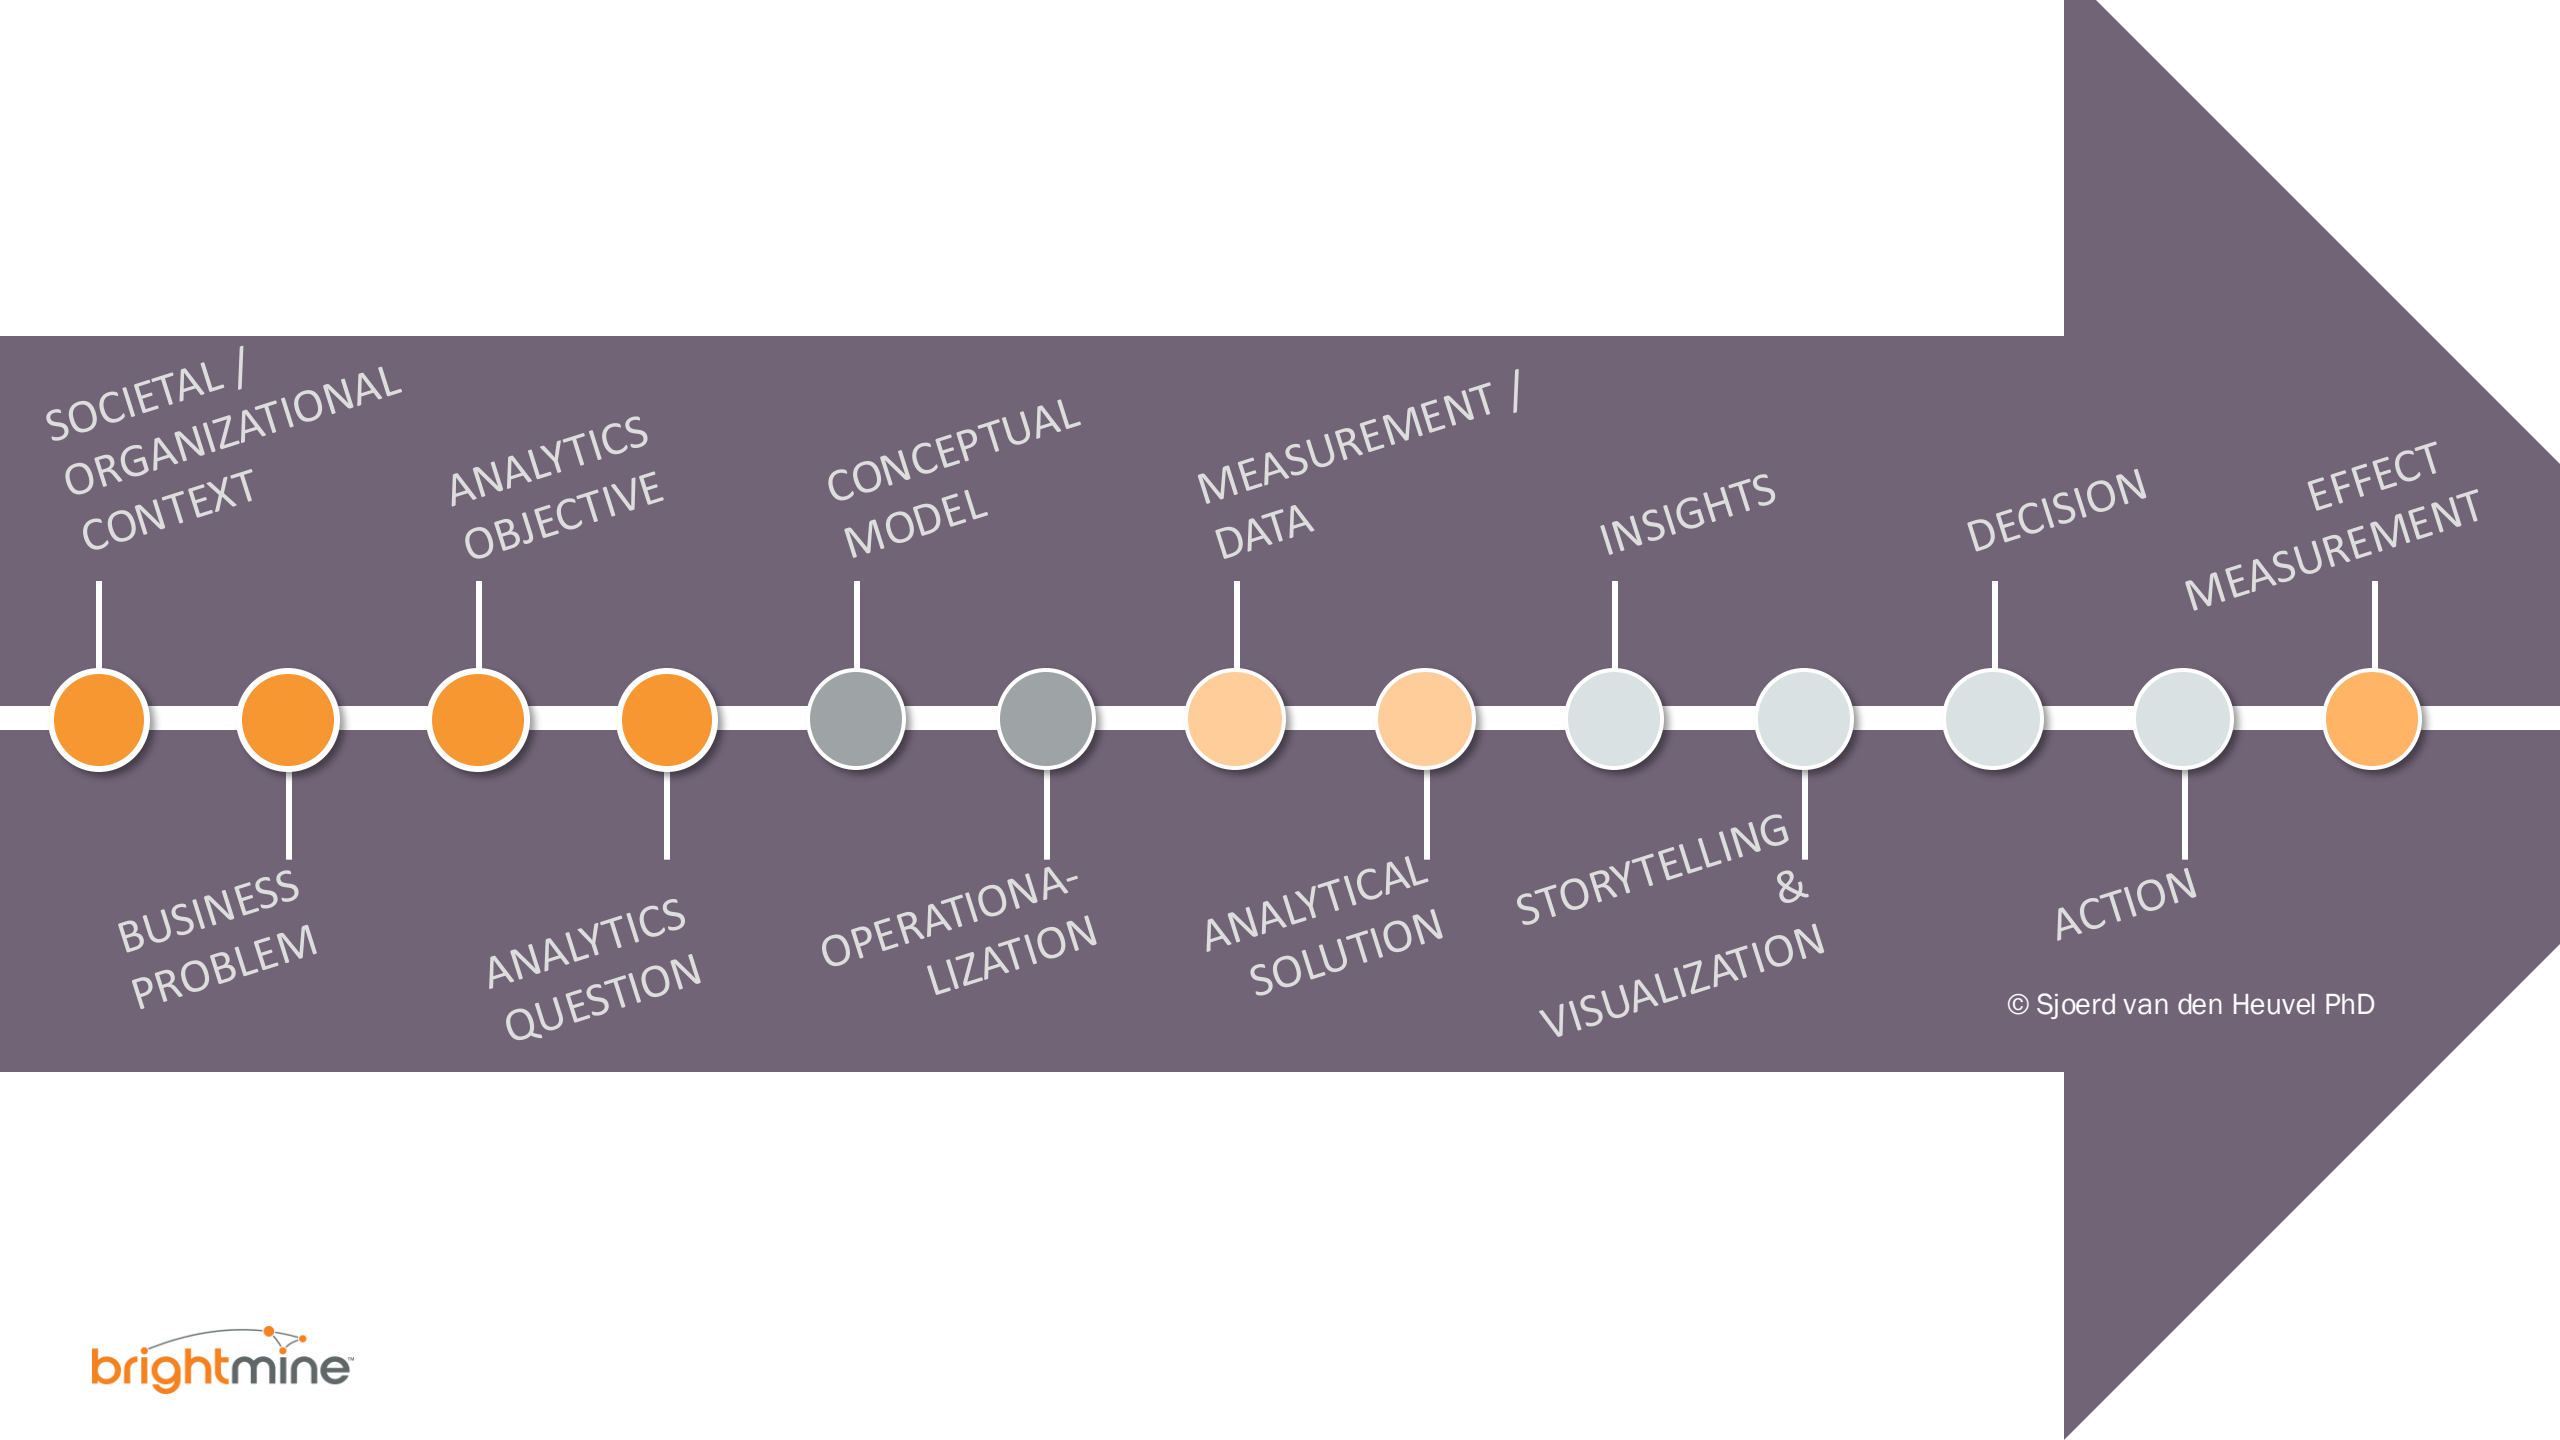 SOCIETAL /
ORGANIZATIONAL
CONTEXT
BUSINESS
PROBLEM
ANALYTICS
OBJECTIVE
ANALYTICS
QUESTION
CONCEPTUAL
MODEL
OPERATIONA-
LIZATION
MEASUREMENT /
DATA
ANALYTICAL
SOLUTION
INSIGHTS
STORYTELLING
&
VISUALIZATION
DECISION
ACTION
EFFECT
MEASUREMENT
© Sjoerd van den Heuvel PhD
brightmine™